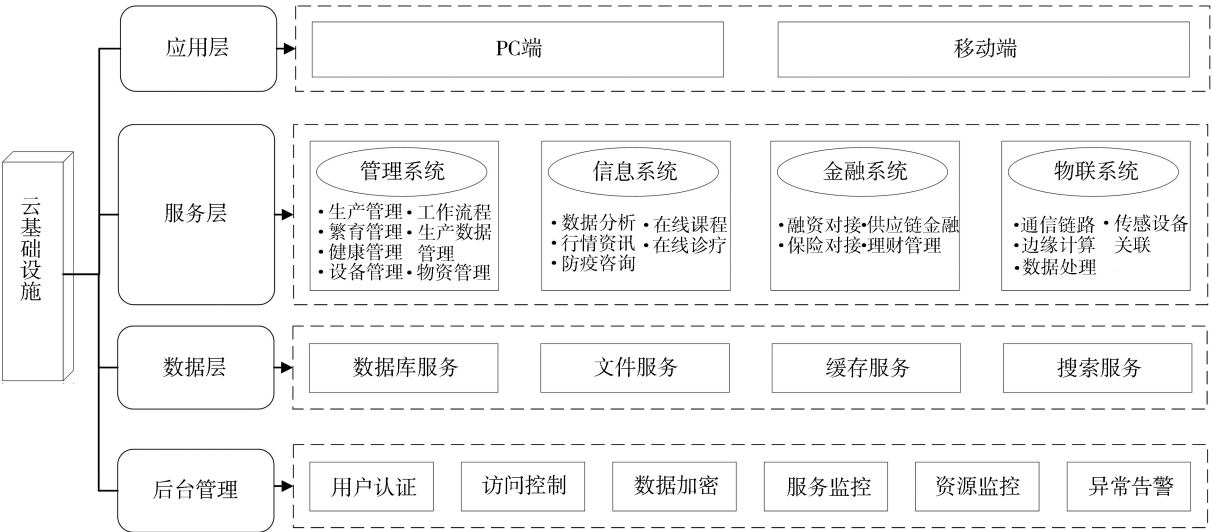 云基础设施
应用层
PC端
移动端
服务层
管理系统
•生产管理
•繁育管理
•健康管理
•设备管理
•工作流程
•生产数据
管理
•物资管理
信息系统
•数据分析
•行情资讯
•防疫咨询
•在线课程
•在线诊疗
金融系统
•融资对接
•保险对接
•供应链金融
•理财管理
物联系统
•通信链路
•边缘计算
•数据处理
•传感设备
关联
数据层
数据库服务
文件服务
缓存服务
搜索服务
后台管理
用户认证
访问控制
数据加密
服务监控
资源监控
异常告警